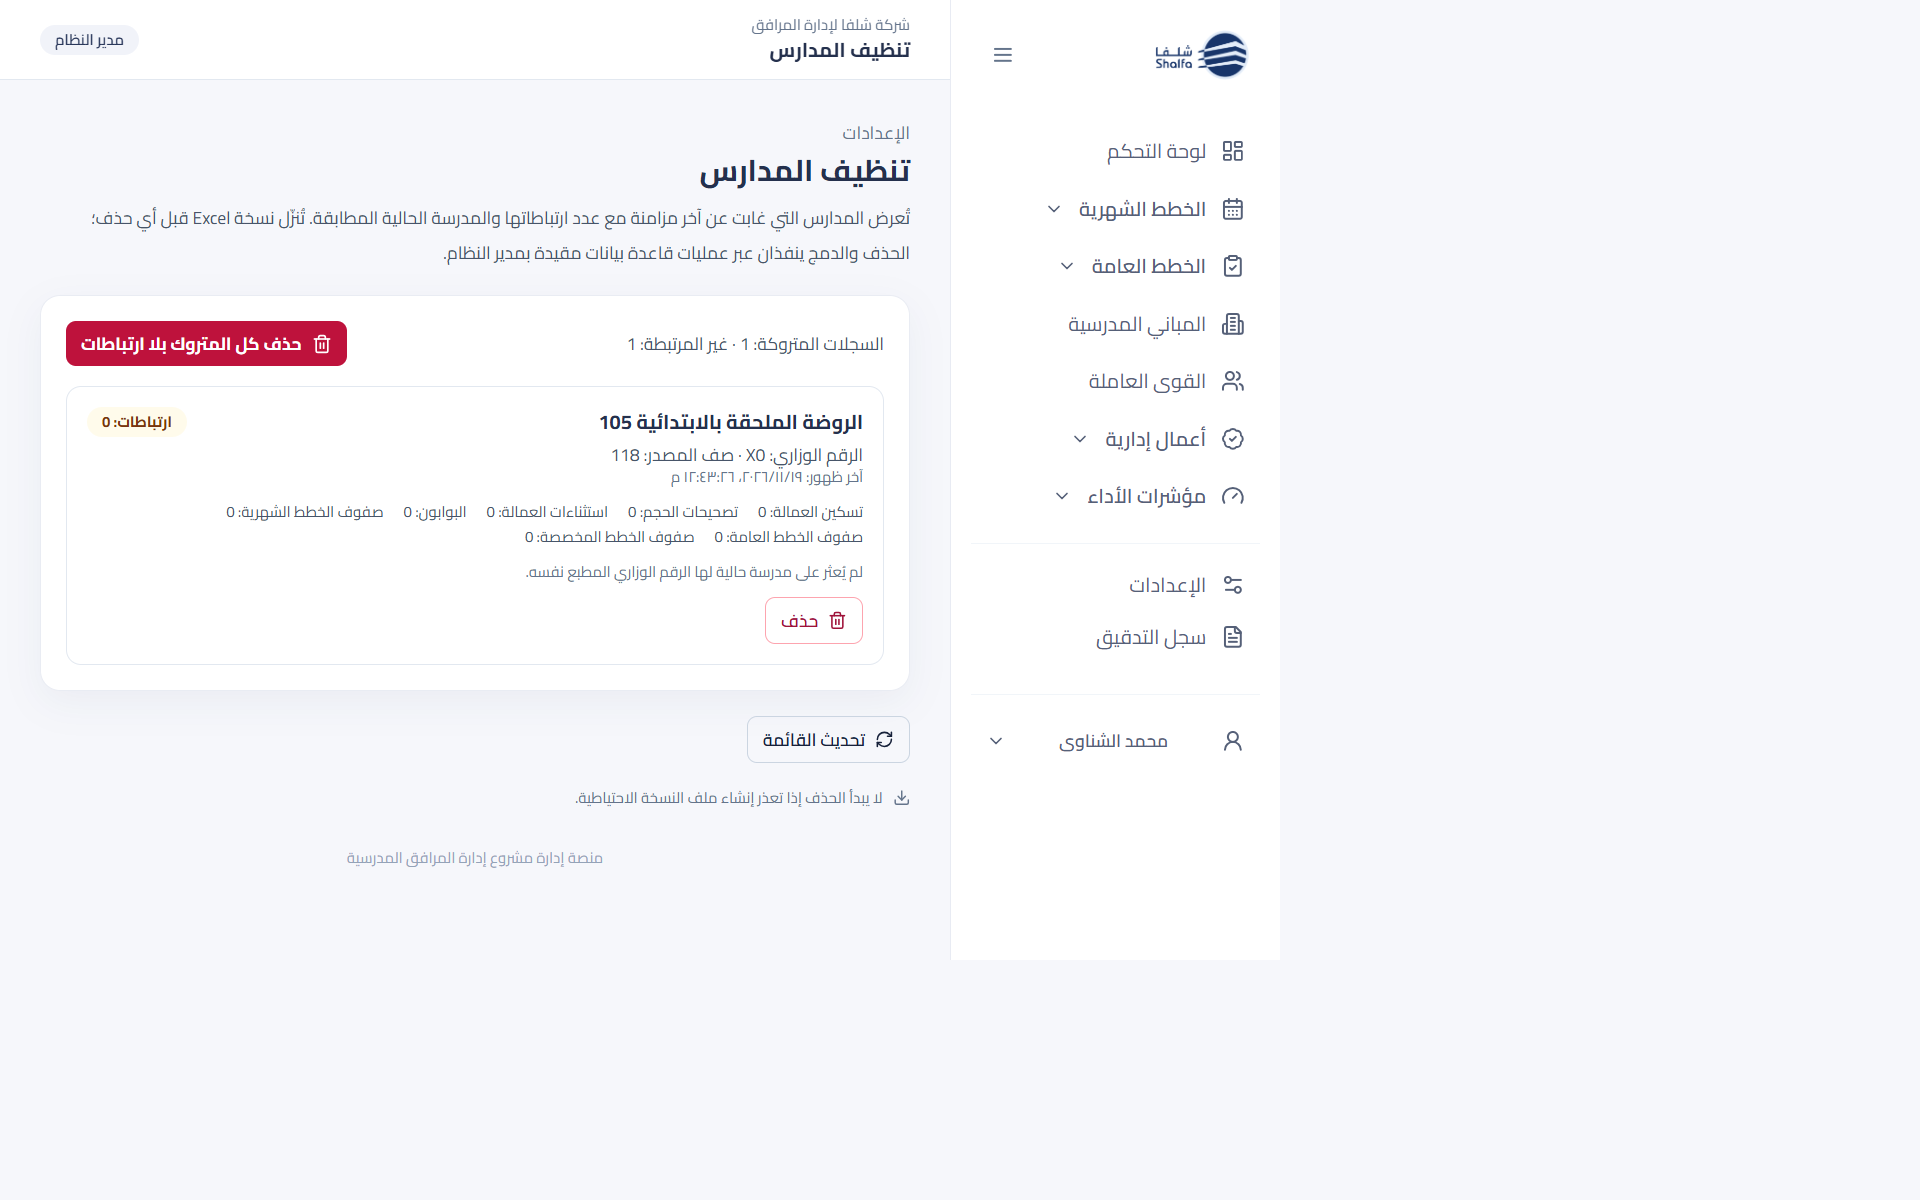 شلفا
Shalfa
لوحة التحكم
الخطط الشهرية
الخطط العامة
المباني المدرسية
القوى العاملة
أعمال إدارية
مؤشرات الأداء
الإعدادات
سجل التدقيق
محمد الشناوى
شركة شلفا لإدارة المرافق
تنظيف المدارس
مدير النظام
الإعدادات
تنظيف المدارس
تُعرض المدارس التي غابت عن آخر مزامنة مع عدد ارتباطاتها والمدرسة الحالية المطابقة. تُنزّل نسخة Excel قبل أي حذف؛
الحذف والدمج ينفذان عبر عمليات قاعدة بيانات مقيدة بمدير النظام.
السجلات المتروكة: 1 · غير المرتبطة: 1
حذف كل المتروك بلا ارتباطات
الروضة الملحقة بالابتدائية 105
ارتباطات: 0
الرقم الوزاري: X0 · صف المصدر: 118
آخر ظهور: ١٩‏/١١‏/٢٠٢٦، ١٢:٤٣:٢٦ م
تسكين العمالة: 0 تصحيحات الحجم: 0 استثناءات العمالة: 0 البوابون: 0 صفوف الخطط الشهرية: 0
صفوف الخطط العامة: 0 صفوف الخطط المخصصة: 0
لم يُعثر على مدرسة حالية لها الرقم الوزاري المطبع نفسه.
حذف
تحديث القائمة
لا يبدأ الحذف إذا تعذر إنشاء ملف النسخة الاحتياطية.
منصة إدارة مشروع إدارة المرافق المدرسية